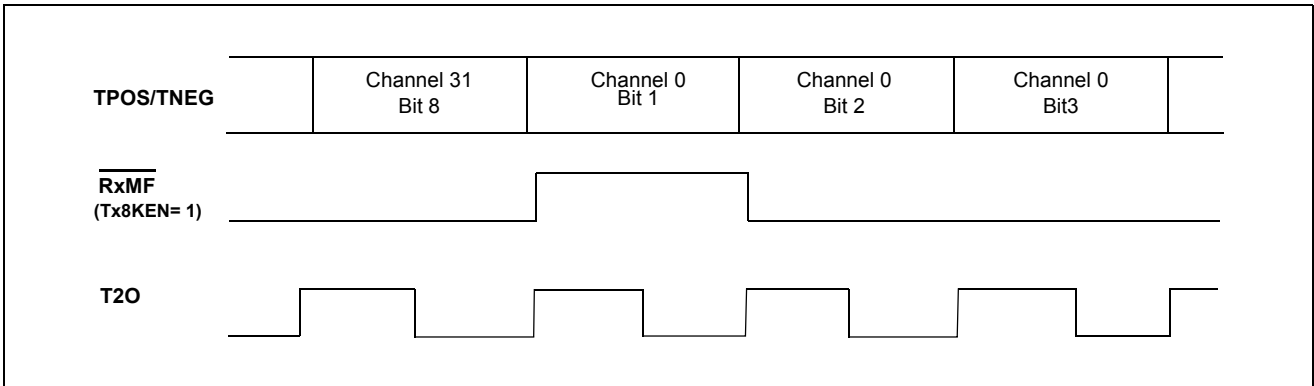 TPOS/TNEG
Channel 31
Bit 8
Channel 0
Bit 1
Channel 0
Bit 2
Channel 0
Bit3
RxMF
(Tx8KEN= 1)
T2O